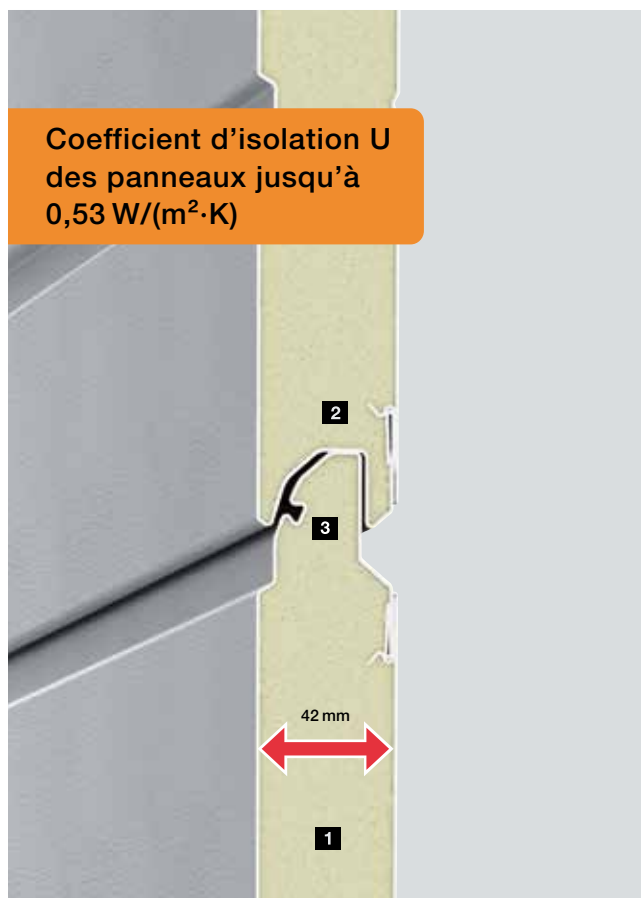 Coefficient d'isolation U
des panneaux jusqu'à
0,53 W/(m²·K)
2
3
42 mm
1